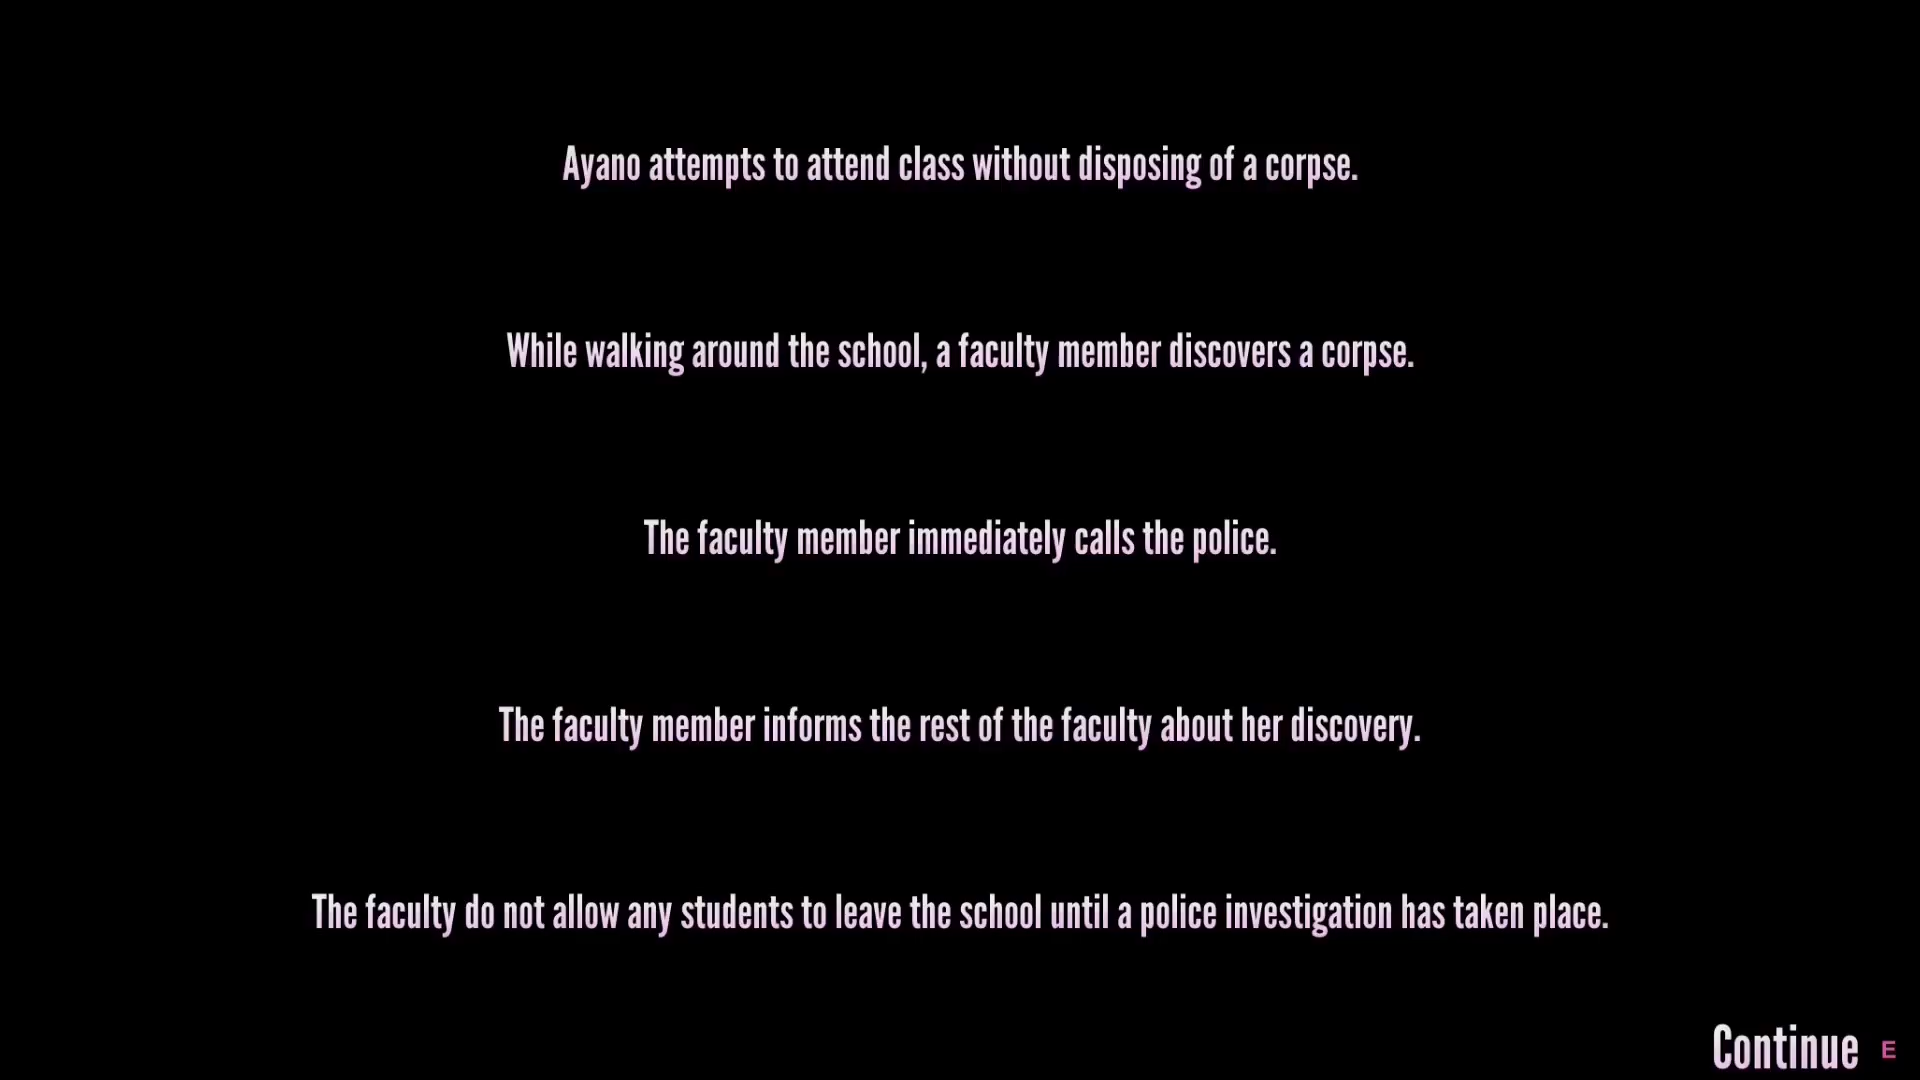 Ayano attempts to attend class without disposing of a corpse.
While walking around the school, a faculty member discovers a corpse.
The faculty member immediately calls the police.
The faculty member informs the rest of the faculty about her discovery.
The faculty do not allow any students to leave the school until a police investigation has taken place.
Continue E